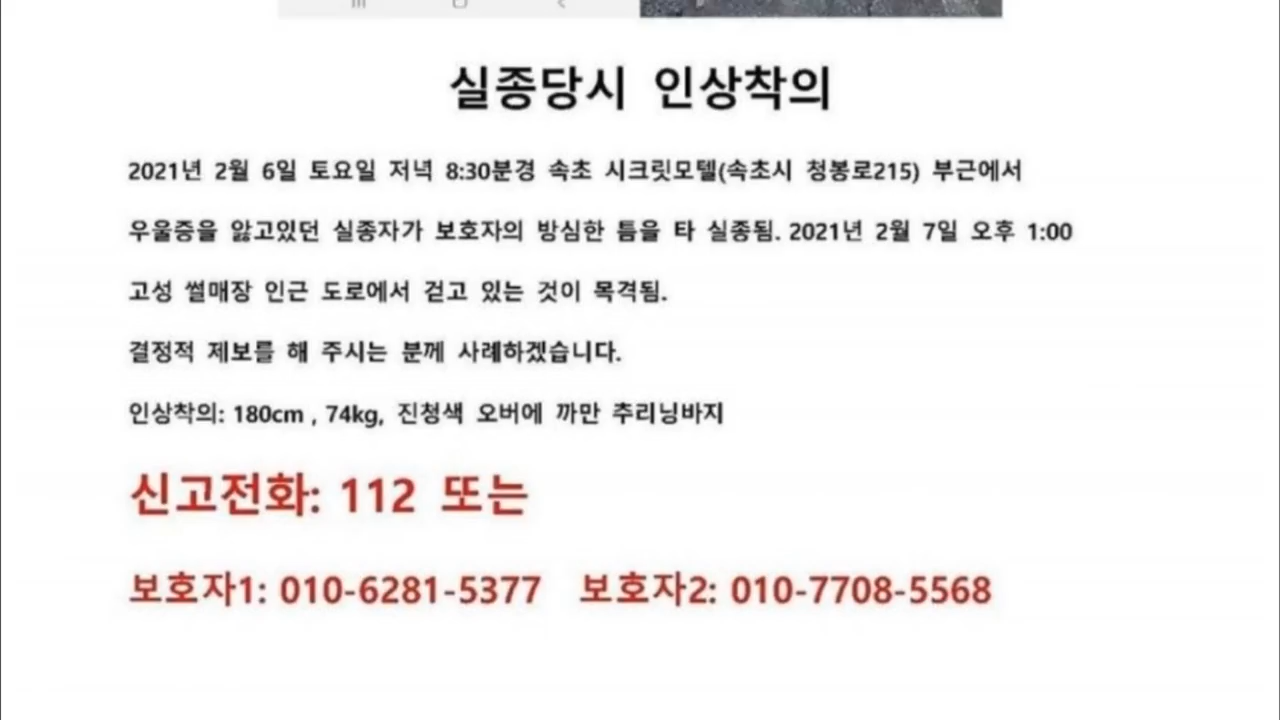 실종당시 인상착의
2021년 2월 6일 토요일 저녁 8:30분경 속초 시크릿모텔(속초시 청봉로215) 부근에서
우울증을 앓고있던 실종자가 보호자의 방심한 틈을 타 실종됨. 2021년 2월 7일 오후 1:00
고성 썰매장 인근 도로에서 걷고 있는 것이 목격됨.
결정적 제보를 해 주시는 분께 사례하겠습니다.
인상착의: 180cm , 74kg, 진청색 오버에 까만 추리닝바지
신고전화: 112 또는
보호자1: 010-6281-5377 보호자2: 010-7708-5568